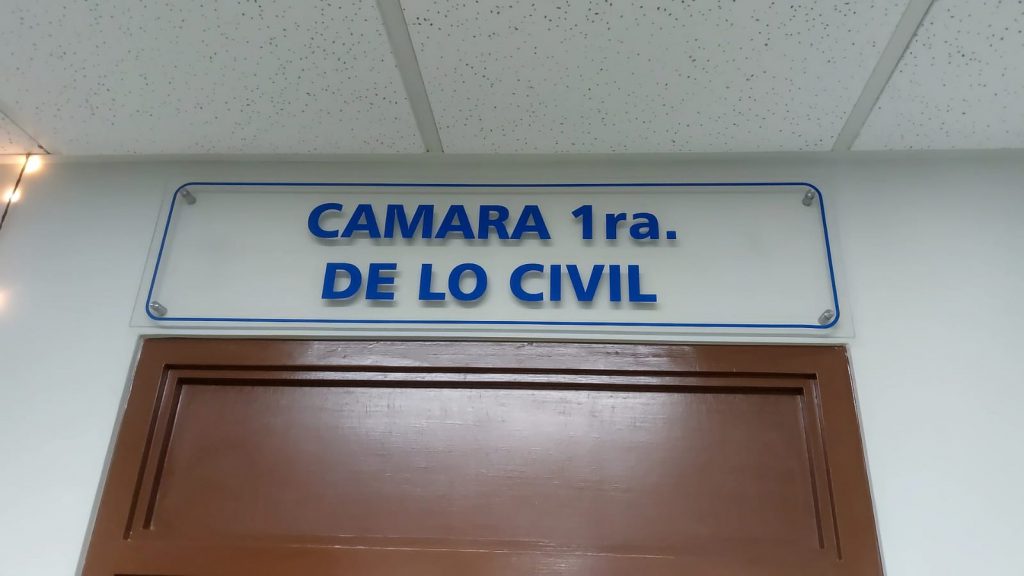 CAMARA 1ra.
DE LO CIVIL